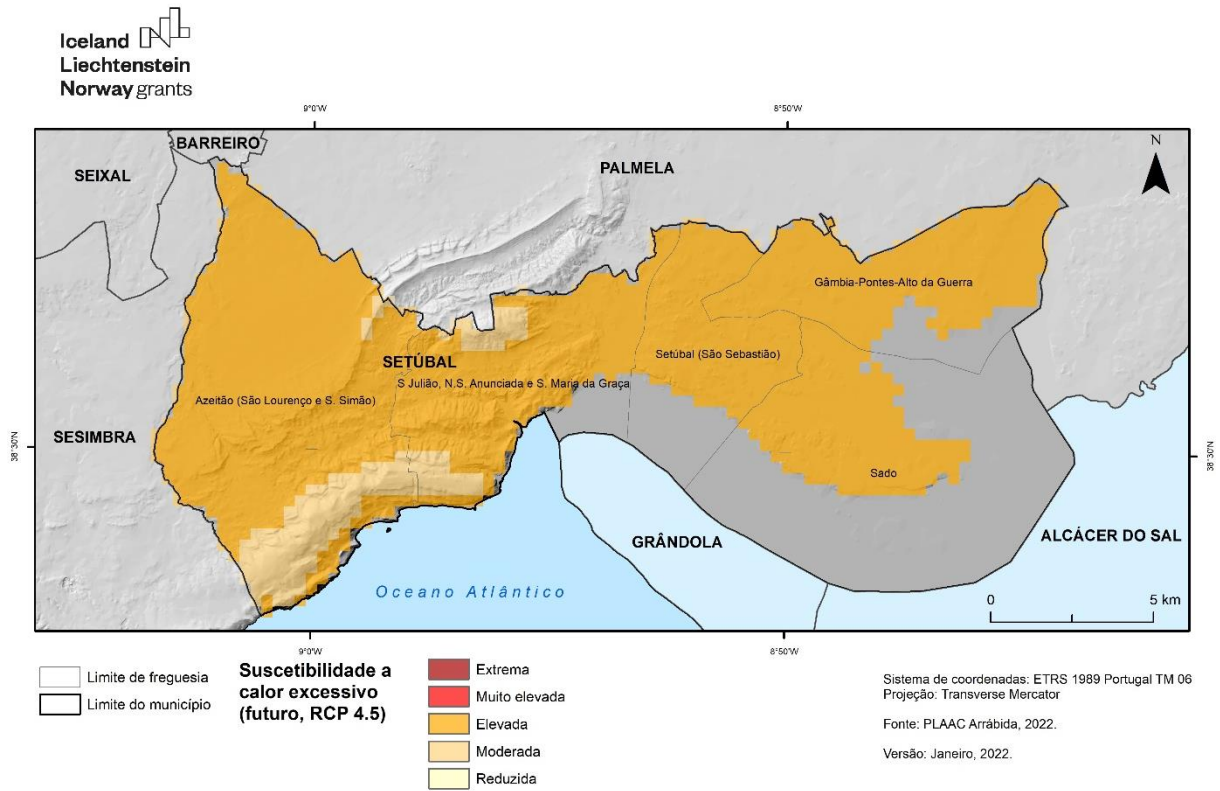 Iceland
Liechtenstein
Norway grants
9°0'W
8°50'W
BARREIRO
SEIXAL
PALMELA
N
Gâmbia-Pontes-Alto da Guerra
SETÚBAL
Setúbal (São Sebastião)
S Julião, N.S. Anunciada e S. Maria da Graça
Azeitão (São Lourenço e S. Simão)
SESIMBRA
38°30'N
38°30'N
Sado
GRÂNDOLA
ALCÁCER DO SAL
Oceano Atlântico
0 5 km
9°0'W
8°50'W
Limite de freguesia
Limite do município
Suscetibilidade a
calor excessivo
(futuro, RCP 4.5)
Extrema
Muito elevada
Elevada
Moderada
Reduzida
Sistema de coordenadas: ETRS 1989 Portugal TM 06
Projeção: Transverse Mercator
Fonte: PLAAC Arrábida, 2022.
Versão: Janeiro, 2022.